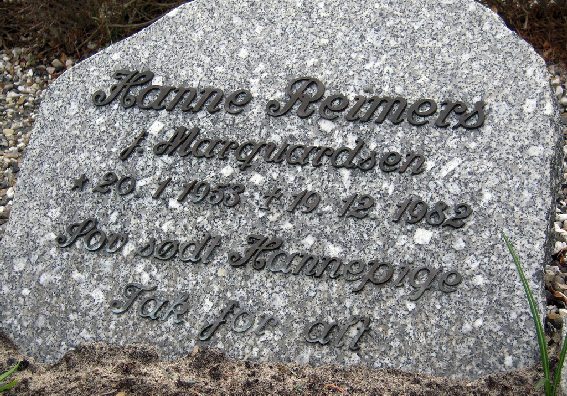 Hanne Reimers
f Marquardsen
* 20. 1. 1953 † 19. 12. 1982
Sov sødt Hannepige
Tak for alt